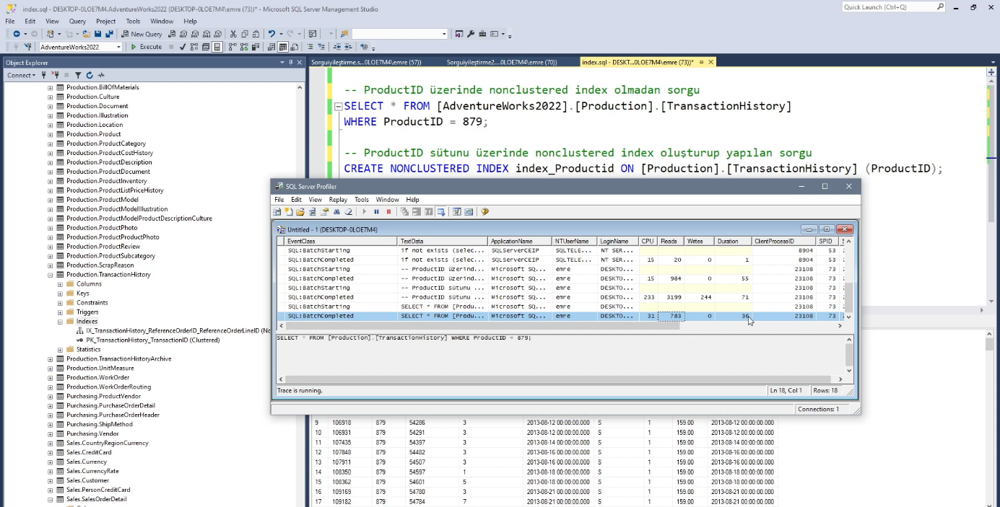 index.sql - DESKTOP-0LOE7M4.AdventureWorks2022 (DESKTOP-0LOE7M4\emre (73))* - Microsoft SQL Server Management Studio
Quick Launch (Ctrl+Q)
File Edit View Query Project Tools Window Help
New Query
AdventureWorks2022 Execute
Object Explorer
Connect
Production.BillOfMaterials
Production.Culture
Production.Document
Production.Illustration
Production.Location
Production.Product
Production.ProductCategory
Production.ProductCostHistory
Production.ProductDescription
Production.ProductDocument
Production.ProductInventory
Production.ProductListPriceHistory
Production.ProductModel
Production.ProductModelIllustration
Production.ProductModelProductDescriptionCulture
Production.ProductPhoto
Production.ProductProductPhoto
Production.ProductReview
Production.ProductSubcategory
Production.ScrapReason
Production.TransactionHistory
Columns
Keys
Constraints
Triggers
Indexes
IX_TransactionHistory_ReferenceOrderID_ReferenceOrderLineID (No
PK_TransactionHistory_TransactionID (Clustered)
Statistics
Production.TransactionHistoryArchive
Production.UnitMeasure
Production.WorkOrder
Production.WorkOrderRouting
Purchasing.ProductVendor
Purchasing.PurchaseOrderDetail
Purchasing.PurchaseOrderHeader
Purchasing.ShipMethod
Purchasing.Vendor
Sales.CountryRegionCurrency
Sales.CreditCard
Sales.Currency
Sales.CurrencyRate
Sales.Customer
Sales.PersonCreditCard
Sales.SalesOrderDetail
Sorguiyileştirme.s...0LOE7M4\emre (57)) Sorguiyileştirme2....0LOE7M4\emre (70)) index.sql - DESKT...0LOE7M4\emre (73))*
-- ProductID üzerinde nonclustered index olmadan sorgu
SELECT * FROM [AdventureWorks2022].[Production].[TransactionHistory]
WHERE ProductID = 879;
-- ProductID sütunu üzerinde nonclustered index oluşturup yapılan sorgu
CREATE NONCLUSTERED INDEX index_Productid ON [Production].[TransactionHistory] (ProductID);
SQL Server Profiler
File Edit View Replay Tools Window Help
Untitled - 1 (DESKTOP-0LOE7M4)
EventClass TextData ApplicationName NTUserName LoginName CPU Reads Writes Duration ClientProcessID SPID
SQL:BatchStarting if not exists (selec... SQLServerCEIP SQLTELE... NT SER... 8904 53
SQL:BatchCompleted if not exists (selec... SQLServerCEIP SQLTELE... NT SER... 15 20 0 1 8904 53
SQL:BatchStarting -- ProductID üzerind... Microsoft SQ... emre DESKTO... 23108 73
SQL:BatchCompleted -- ProductID üzerind... Microsoft SQ... emre DESKTO... 15 984 0 55 23108 73
SQL:BatchStarting -- ProductID sütunu ... Microsoft SQ... emre DESKTO... 23108 73
SQL:BatchCompleted -- ProductID sütunu ... Microsoft SQ... emre DESKTO... 233 3199 244 71 23108 73
SQL:BatchStarting SELECT * FROM [Produ... Microsoft SQ... emre DESKTO... 23108 73
SQL:BatchCompleted SELECT * FROM [Produ... Microsoft SQ... emre DESKTO... 31 783 0 36 23108 73
SELECT * FROM [Production].[TransactionHistory] WHERE ProductID = 879;
Trace is running. Ln 18, Col 1 Rows: 18
Connections: 1
9 106918 879 54286 3 2013-08-12 00:00:00.000 S 1 159.00 2013-08-12 00:00:00.000
10 106931 879 54291 3 2013-08-12 00:00:00.000 S 1 159.00 2013-08-12 00:00:00.000
11 107435 879 54397 3 2013-08-14 00:00:00.000 S 1 159.00 2013-08-14 00:00:00.000
12 107848 879 54482 3 2013-08-16 00:00:00.000 S 1 159.00 2013-08-16 00:00:00.000
13 107911 879 54507 3 2013-08-16 00:00:00.000 S 1 159.00 2013-08-16 00:00:00.000
14 108350 879 54597 1 2013-08-18 00:00:00.000 S 1 159.00 2013-08-18 00:00:00.000
15 108362 879 54601 5 2013-08-18 00:00:00.000 S 1 159.00 2013-08-18 00:00:00.000
16 109169 879 54780 3 2013-08-21 00:00:00.000 S 1 159.00 2013-08-21 00:00:00.000
17 109182 879 54784 7 2013-08-21 00:00:00.000 S 1 159.00 2013-08-21 00:00:00.000